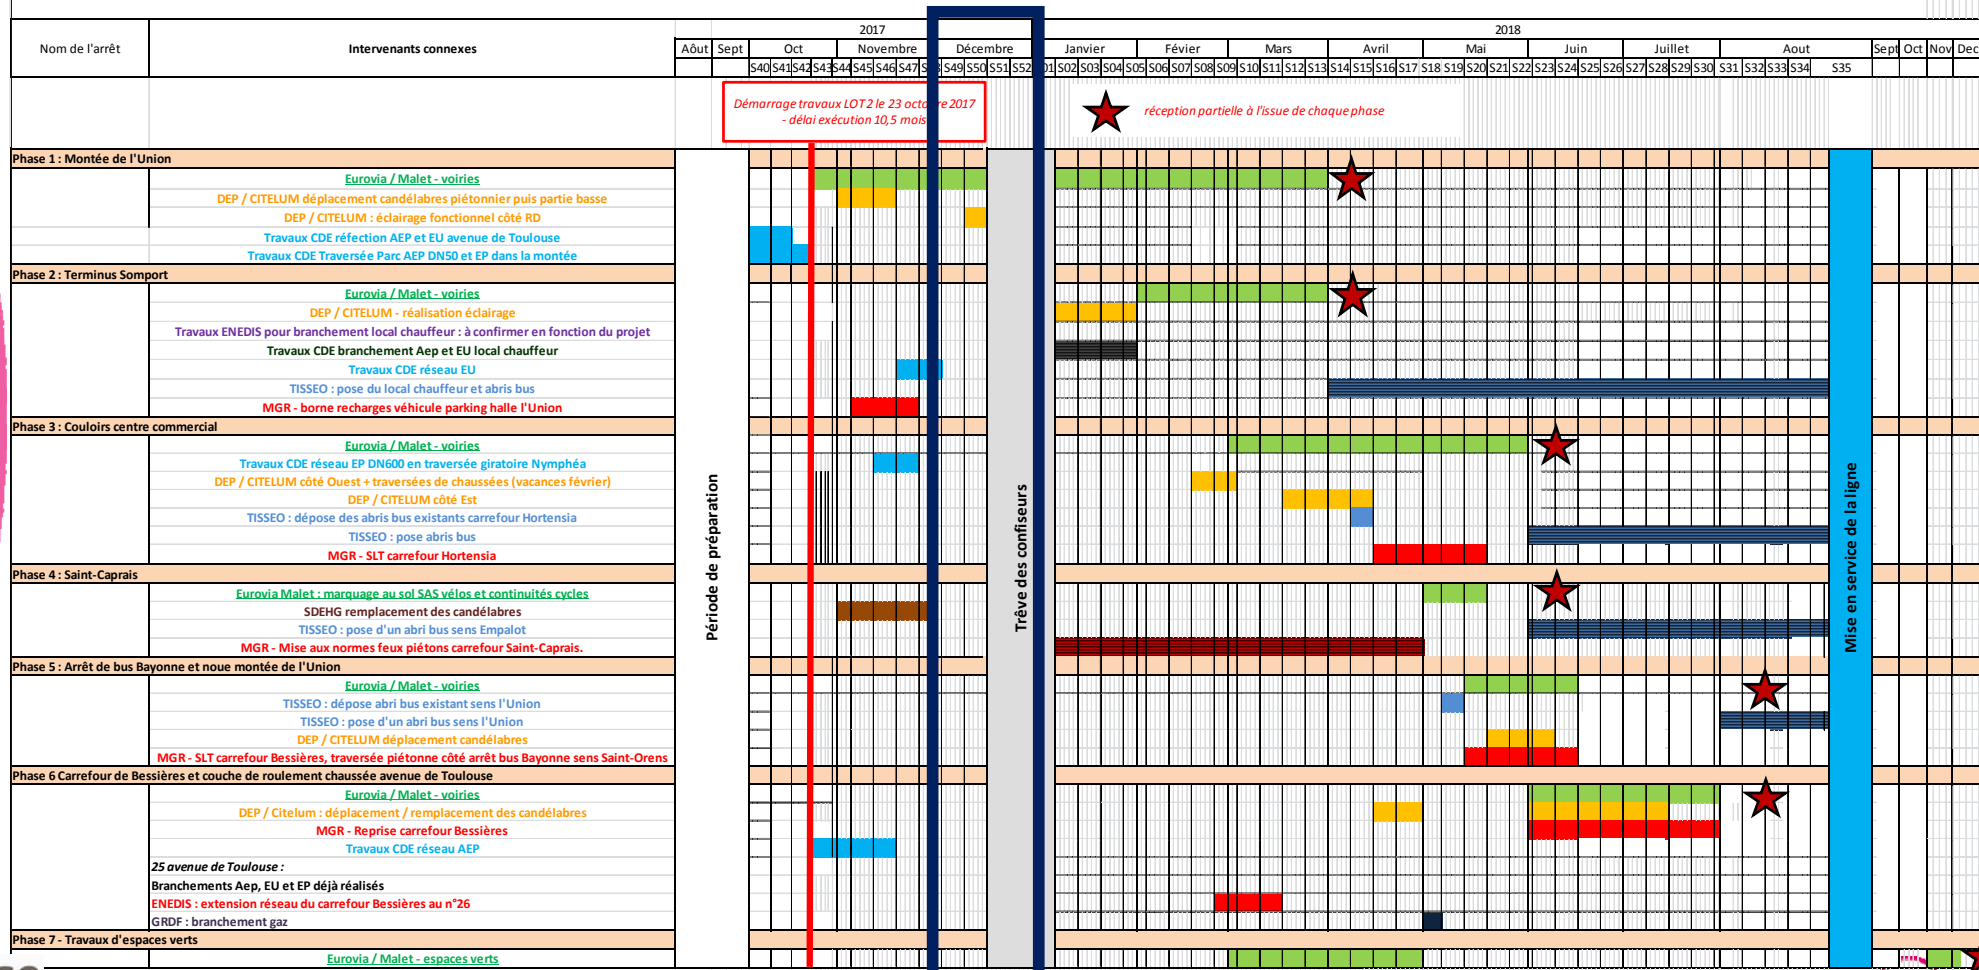 2017
2018
Nom de l'arrêt
Intervenants connexes
Aôut Sept Oct Novembre Décembre Janvier Févier Mars Avril Mai Juin Juillet Aout Sept Oct Nov Dec
S40 S41 S42 S43 S44 S45 S46 S47 S49 S50 S51 S52 S02 S03 S04 S05 S06 S07 S08 S09 S10 S11 S12 S13 S14 S15 S16 S17 S18 S19 S20 S21 S22 S23 S24 S25 S26 S27 S28 S29 S30 S31 S32 S33 S34 S35
Démarrage travaux LOT 2 le 23 octobre 2017
- délai exécution 10,5 mois
réception partielle à l'issue de chaque phase
Phase 1 : Montée de l'Union
Eurovia / Malet - voiries
DEP / CITELUM déplacement candélabres piétonnier puis partie basse
DEP / CITELUM : éclairage fonctionnel côté RD
Travaux CDE réfection AEP et EU avenue de Toulouse
Travaux CDE Traversée Parc AEP DN50 et EP dans la montée
Phase 2 : Terminus Somport
Eurovia / Malet - voiries
DEP / CITELUM - réalisation éclairage
Travaux ENEDIS pour branchement local chauffeur : à confirmer en fonction du projet
Travaux CDE branchement Aep et EU local chauffeur
Travaux CDE réseau EU
TISSEO : pose du local chauffeur et abris bus
MGR - borne recharges véhicule parking halle l'Union
Phase 3 : Couloirs centre commercial
Eurovia / Malet - voiries
Travaux CDE réseau EP DN600 en traversée giratoire Nymphéa
DEP / CITELUM côté Ouest + traversées de chaussées (vacances février)
DEP / CITELUM côté Est
TISSEO : dépose des abris bus existants carrefour Hortensia
TISSEO : pose abris bus
MGR - SLT carrefour Hortensia
Phase 4 : Saint-Caprais
Eurovia Malet : marquage au sol SAS vélos et continuités cycles
SDEHG remplacement des candélabres
TISSEO : pose d'un abri bus sens Empalot
MGR - Mise aux normes feux piétons carrefour Saint-Caprais.
Phase 5 : Arrêt de bus Bayonne et noue montée de l'Union
Eurovia / Malet - voiries
TISSEO : dépose abri bus existant sens l'Union
TISSEO : pose d'un abri bus sens l'Union
DEP / CITELUM déplacement candélabres
MGR - SLT carrefour Bessières, traversée piétonne côté arrêt bus Bayonne sens Saint-Orens
Phase 6 Carrefour de Bessières et couche de roulement chaussée avenue de Toulouse
Eurovia / Malet - voiries
DEP / Citelum : déplacement / remplacement des candélabres
MGR - Reprise carrefour Bessières
Travaux CDE réseau AEP
25 avenue de Toulouse :
Branchements Aep, EU et EP déjà réalisés
ENEDIS : extension réseau du carrefour Bessières au n°26
GRDF : branchement gaz
Phase 7 - Travaux d'espaces verts
Eurovia / Malet - espaces verts
Période de préparation
Trêve des confiseurs
Mise en service de la ligne